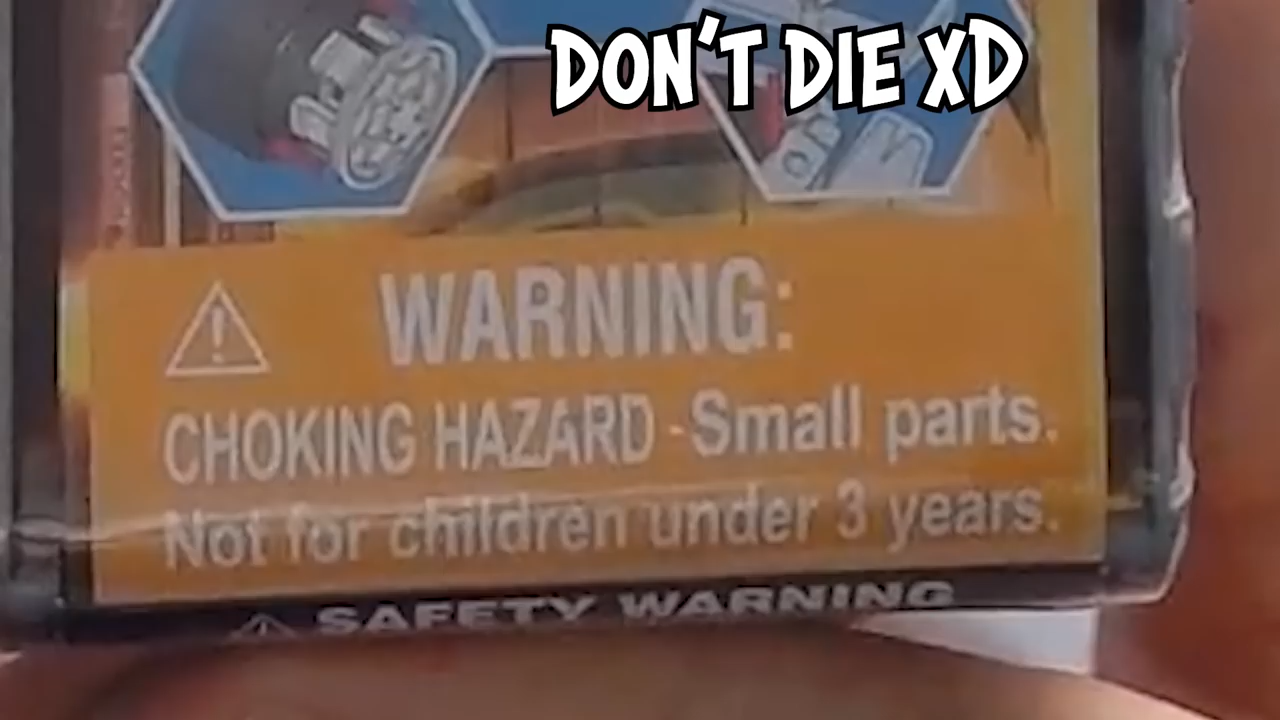 DON'T DIE XD
WARNING:
CHOKING HAZARD -Small parts.
Not for children under 3 years.
SAFETY WARNING